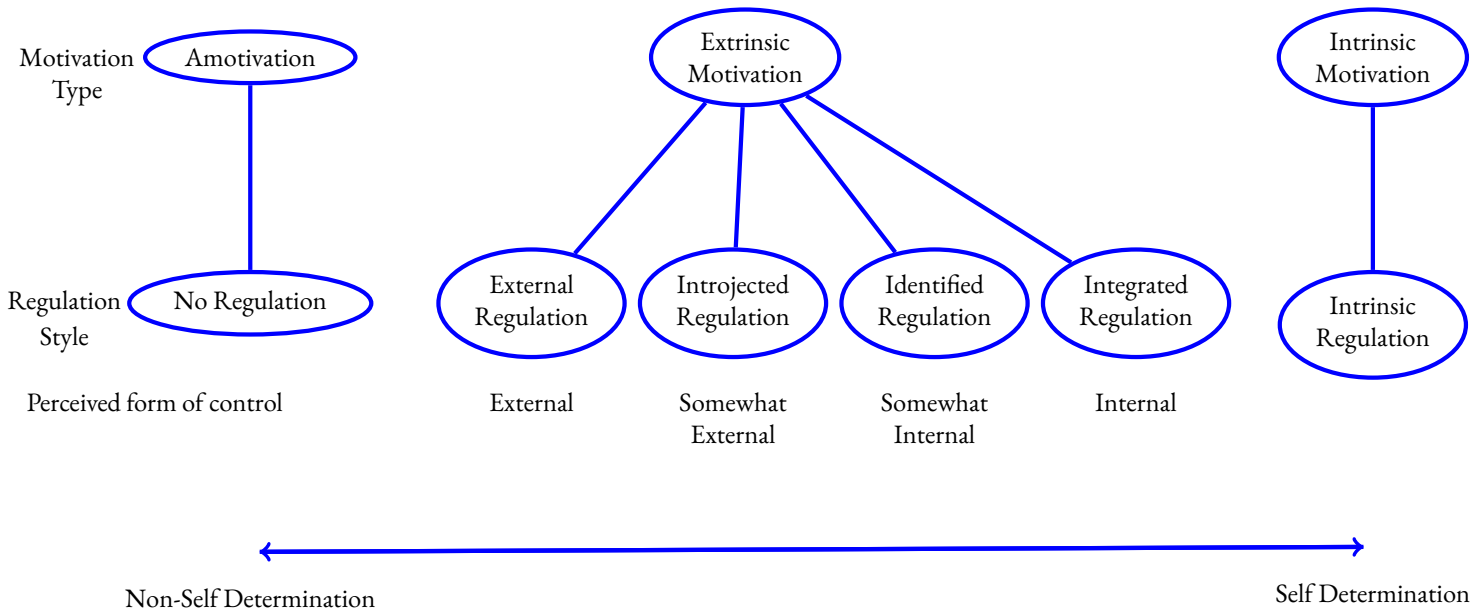 Motivation
Type
Amotivation
Extrinsic
Motivation
Intrinsic
Motivation
Regulation
Style
No Regulation
External
Regulation
Introjected
Regulation
Identified
Regulation
Integrated
Regulation
Intrinsic
Regulation
Perceived form of control
External
Somewhat
External
Somewhat
Internal
Internal
Non-Self Determination
Self Determination